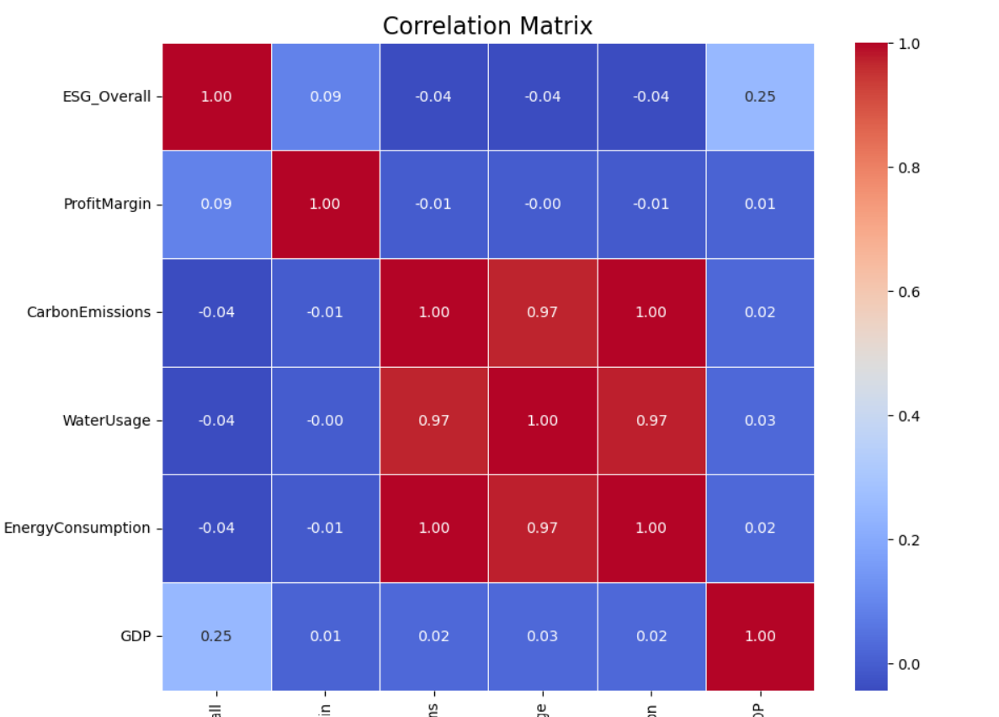 Correlation Matrix
ESG_Overall 1.00 0.09 -0.04 -0.04 -0.04 0.25
ProfitMargin 0.09 1.00 -0.01 -0.00 -0.01 0.01
CarbonEmissions -0.04 -0.01 1.00 0.97 1.00 0.02
WaterUsage -0.04 -0.00 0.97 1.00 0.97 0.03
EnergyConsumption -0.04 -0.01 1.00 0.97 1.00 0.02
GDP 0.25 0.01 0.02 0.03 0.02 1.00
1.0
0.8
0.6
0.4
0.2
0.0